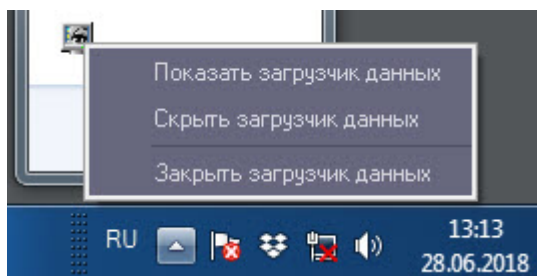 Показать загрузчик данных
Скрыть загрузчик данных
Закрыть загрузчик данных
RU
13:13
28.06.2018